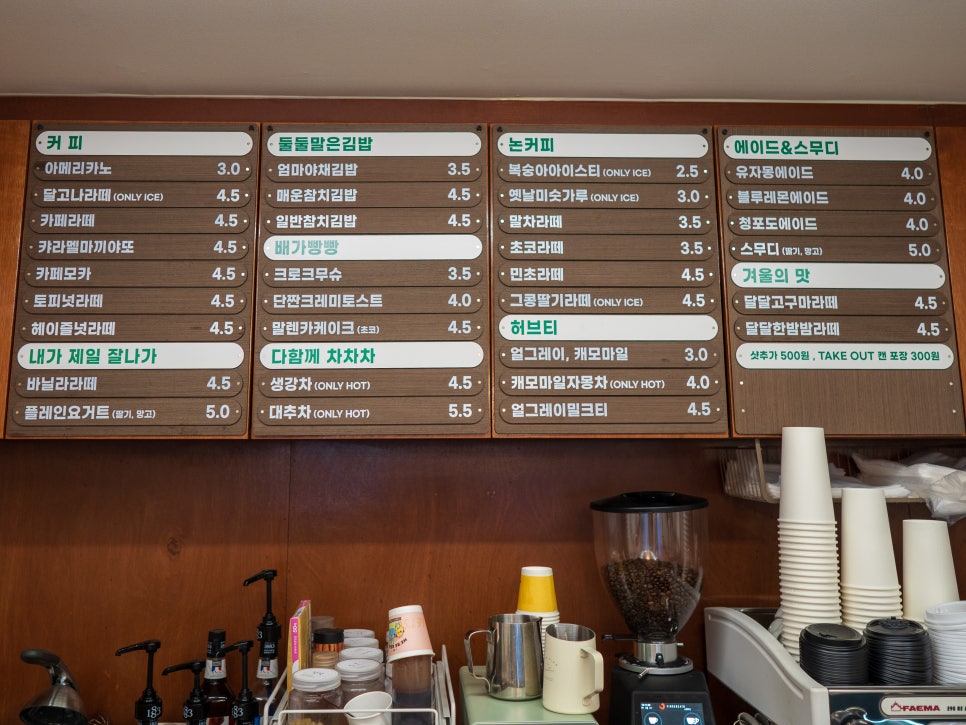 커 피
아메리카노 3.0
달고나라떼 (ONLY ICE) 4.5
카페라떼 4.5
캬라멜마끼야또 4.5
카페모카 4.5
토피넛라떼 4.5
헤이즐넛라떼 4.5
내가 제일 잘나가
바닐라라떼 4.5
플레인요거트 (딸기, 망고) 5.0
둘둘말은김밥
엄마야채김밥 3.5
매운참치김밥 4.5
일반참치김밥 4.5
배가빵빵
크로크무슈 3.5
단짠크레미토스트 4.0
말렌카케이크 (초코) 4.5
다함께 차차차
생강차 (ONLY HOT) 4.5
대추차 (ONLY HOT) 5.5
논커피
복숭아아이스티 (ONLY ICE) 2.5
옛날미숫가루 (ONLY ICE) 3.0
말차라떼 3.5
초코라떼 3.5
민초라떼 4.5
그콩딸기라떼 (ONLY ICE) 4.5
허브티
얼그레이, 캐모마일 3.0
캐모마일자몽차 (ONLY HOT) 4.0
얼그레이밀크티 4.5
에이드&스무디
유자몽에이드 4.0
블루레몬에이드 4.0
청포도에이드 4.0
스무디 (딸기, 망고) 5.0
겨울의 맛
달달고구마라떼 4.5
달달한밤밤라떼 4.5
샷추가 500원 , TAKE OUT 캔 포장 300원
1883
1883
1883
FAEMA